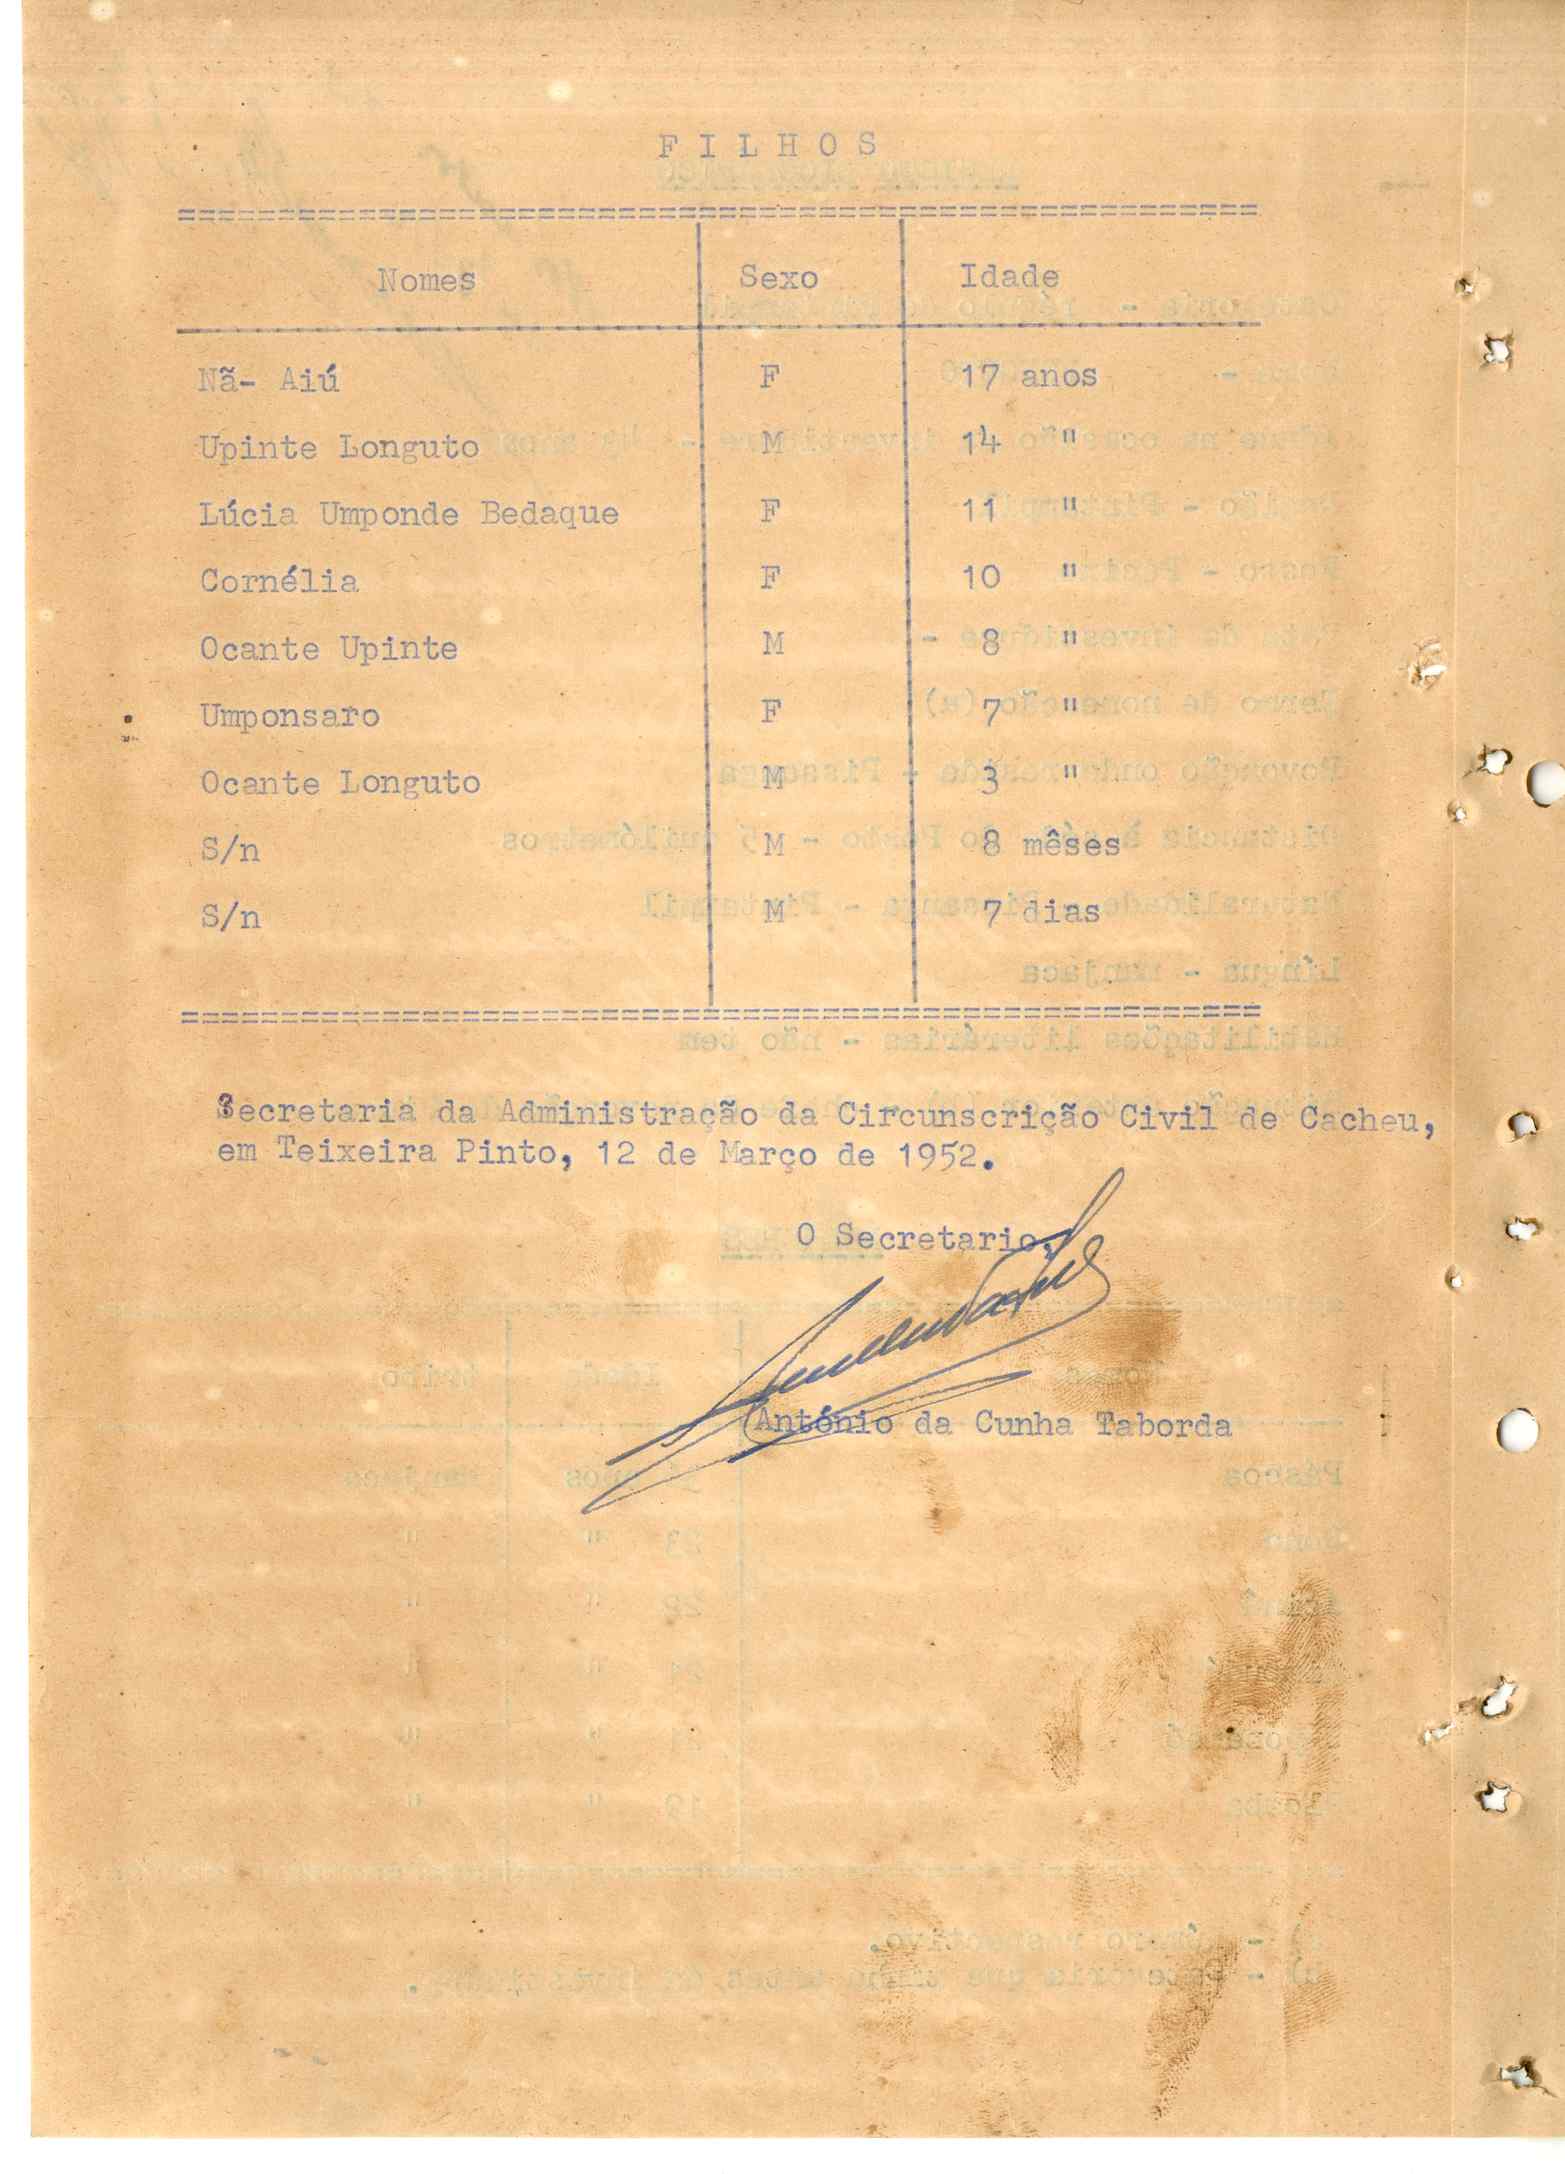 F I L H O S
Nomes Sexo Idade
Nã- Aiú F 17 anos
Upinte Longuto M 14 "
Lúcia Umponde Bedaque F 11 "
Cornélia F 10 "
Ocante Upinte M 8 "
Umponsaro F 7 "
Ocante Longuto M 3 "
S/n M 8 mêses
S/n M 7 dias
Secretaria da Administração da Circunscrição Civil de Cacheu,
em Teixeira Pinto, 12 de Março de 1952.
O Secretario,
António da Cunha Taborda